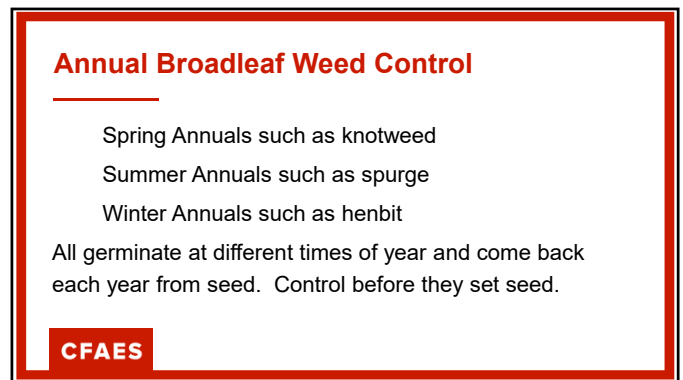 Annual Broadleaf Weed Control
Spring Annuals such as knotweed
Summer Annuals such as spurge
Winter Annuals such as henbit
All germinate at different times of year and come back
each year from seed.  Control before they set seed.
CFAES